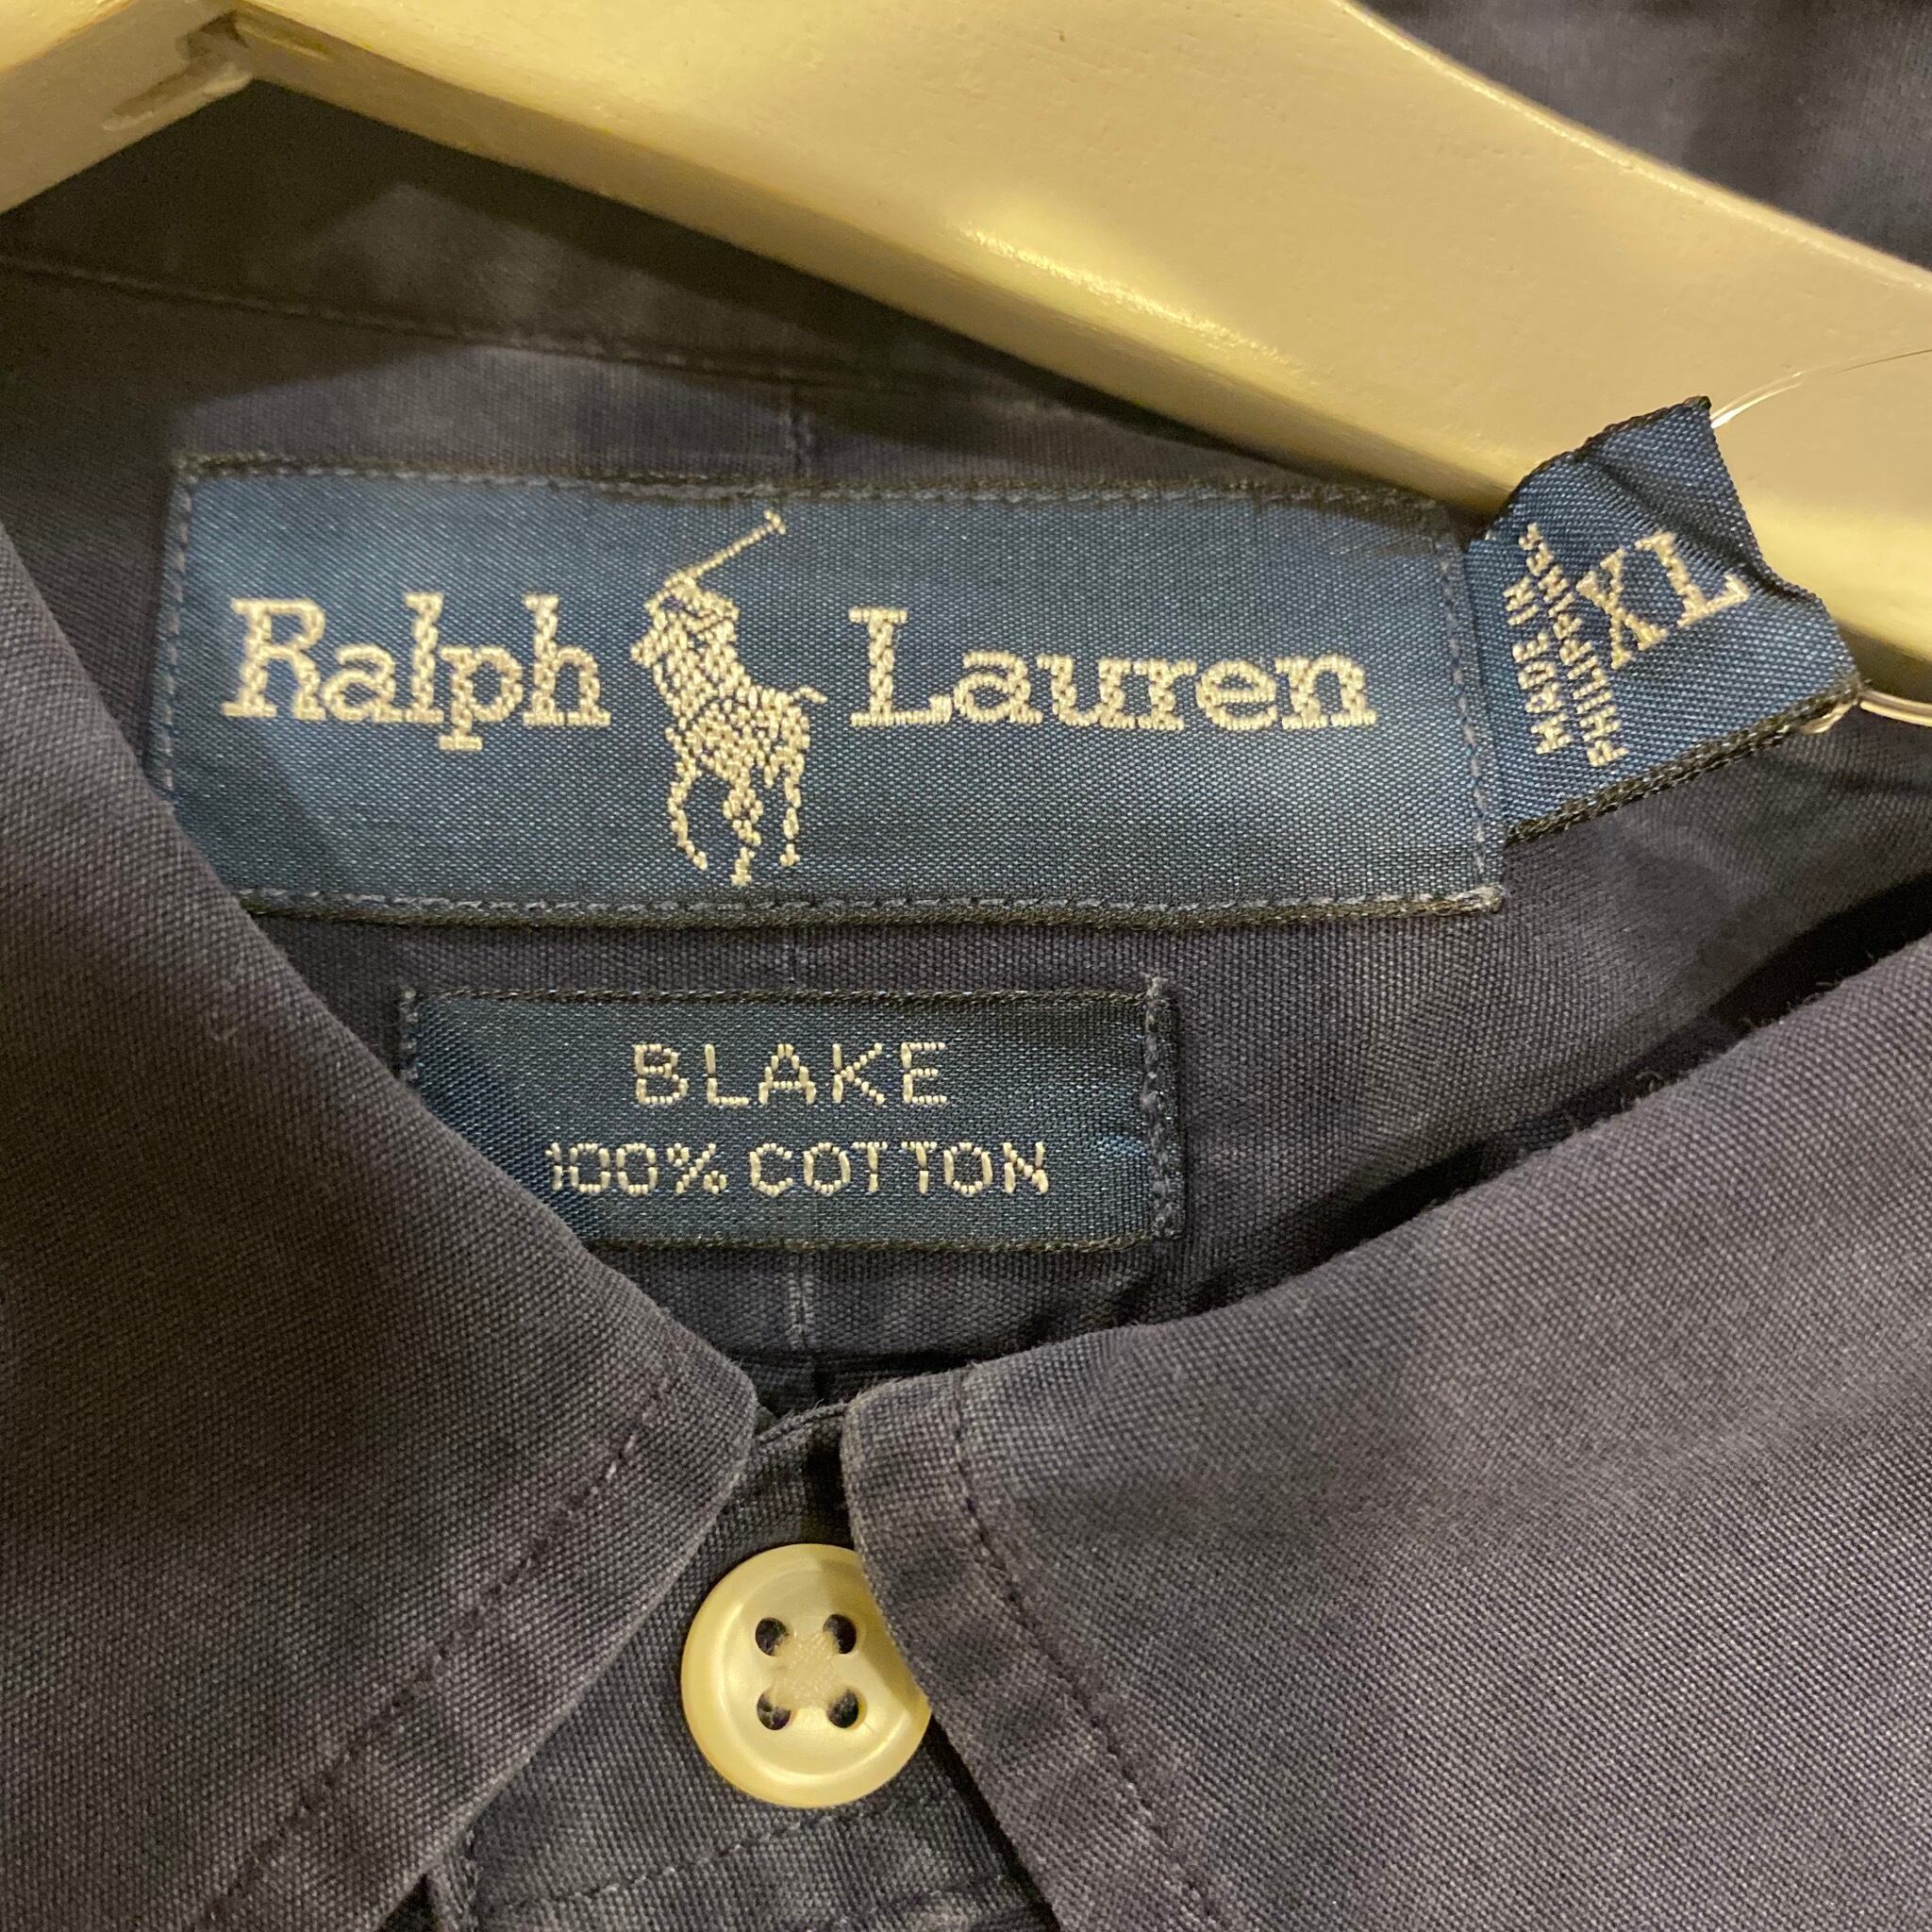 Ralph Lauren
MADE IN
PHILIPPINES
XL
BLAKE
100% COTTON